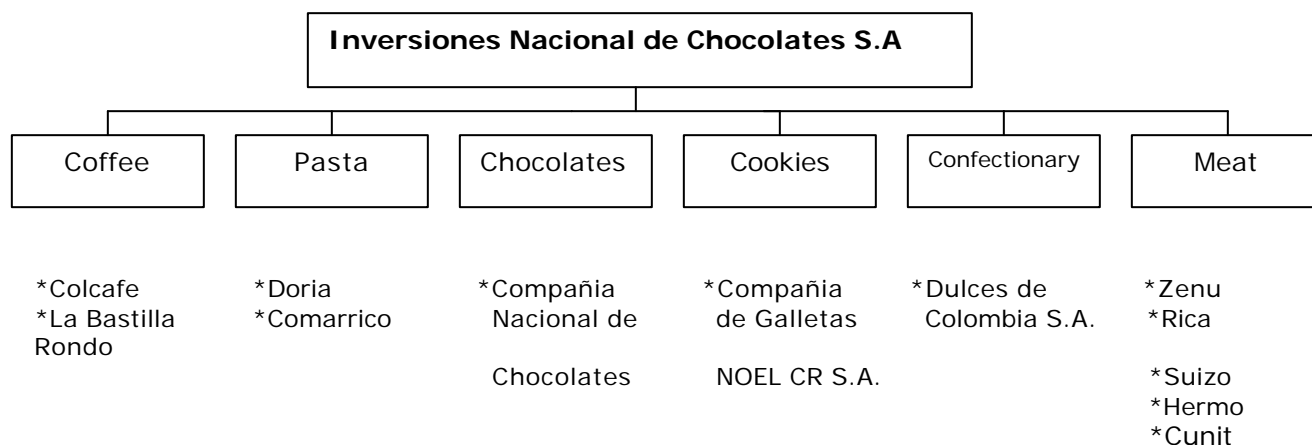 Inversiones Nacional de Chocolates S.A
Coffee
Pasta
Chocolates
Cookies
Confectionary
Meat
*Colcafe
*La Bastilla
Rondo
*Doria
*Comarrico
*Compañia
Nacional de
Chocolates
*Compañia
de Galletas
NOEL CR S.A.
*Dulces de
Colombia S.A.
*Zenu
*Rica
*Suizo
*Hermo
*Cunit